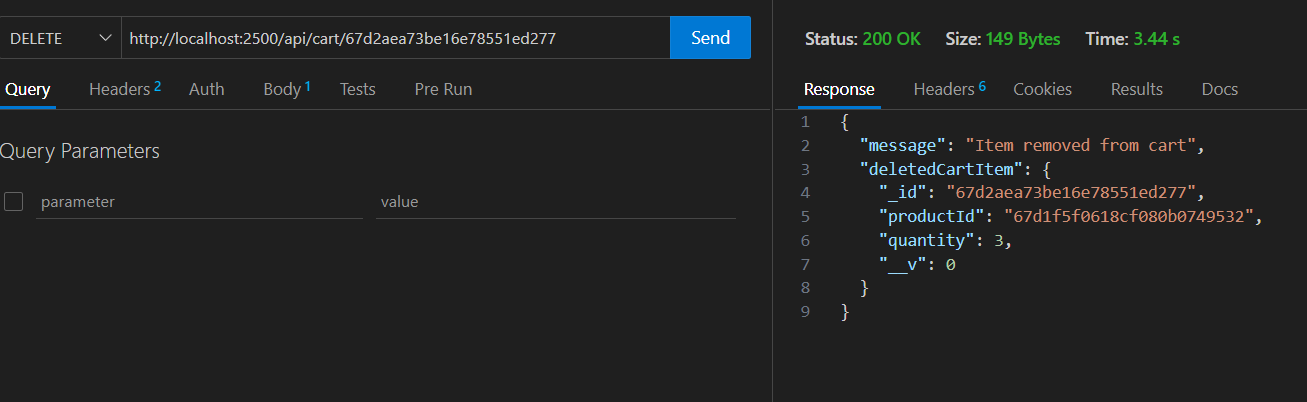 DELETE http://localhost:2500/api/cart/67d2aea73be16e78551ed277 Send
Query Headers 2 Auth Body 1 Tests Pre Run
Query Parameters
parameter value
Status: 200 OK Size: 149 Bytes Time: 3.44 s
Response Headers 6 Cookies Results Docs
1 {
2 "message": "Item removed from cart",
3 "deletedCartItem": {
4 "_id": "67d2aea73be16e78551ed277",
5 "productId": "67d1f5f0618cf080b0749532",
6 "quantity": 3,
7 "__v": 0
8 }
9 }